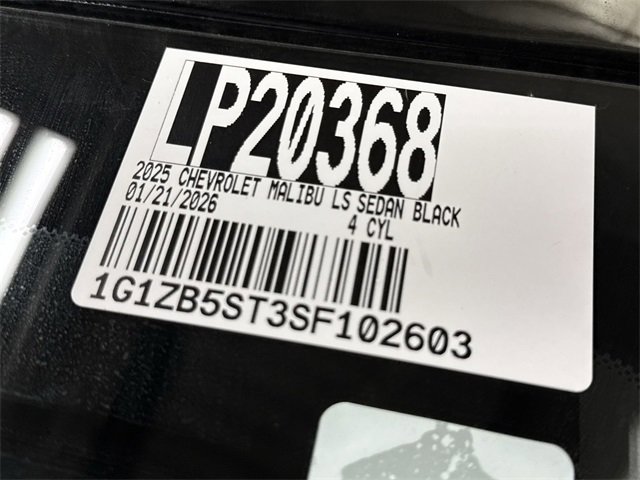 LP20368
2025 CHEVROLET MALIBU LS SEDAN BLACK
01/21/2026 4 CYL
1G1ZB5ST3SF102603